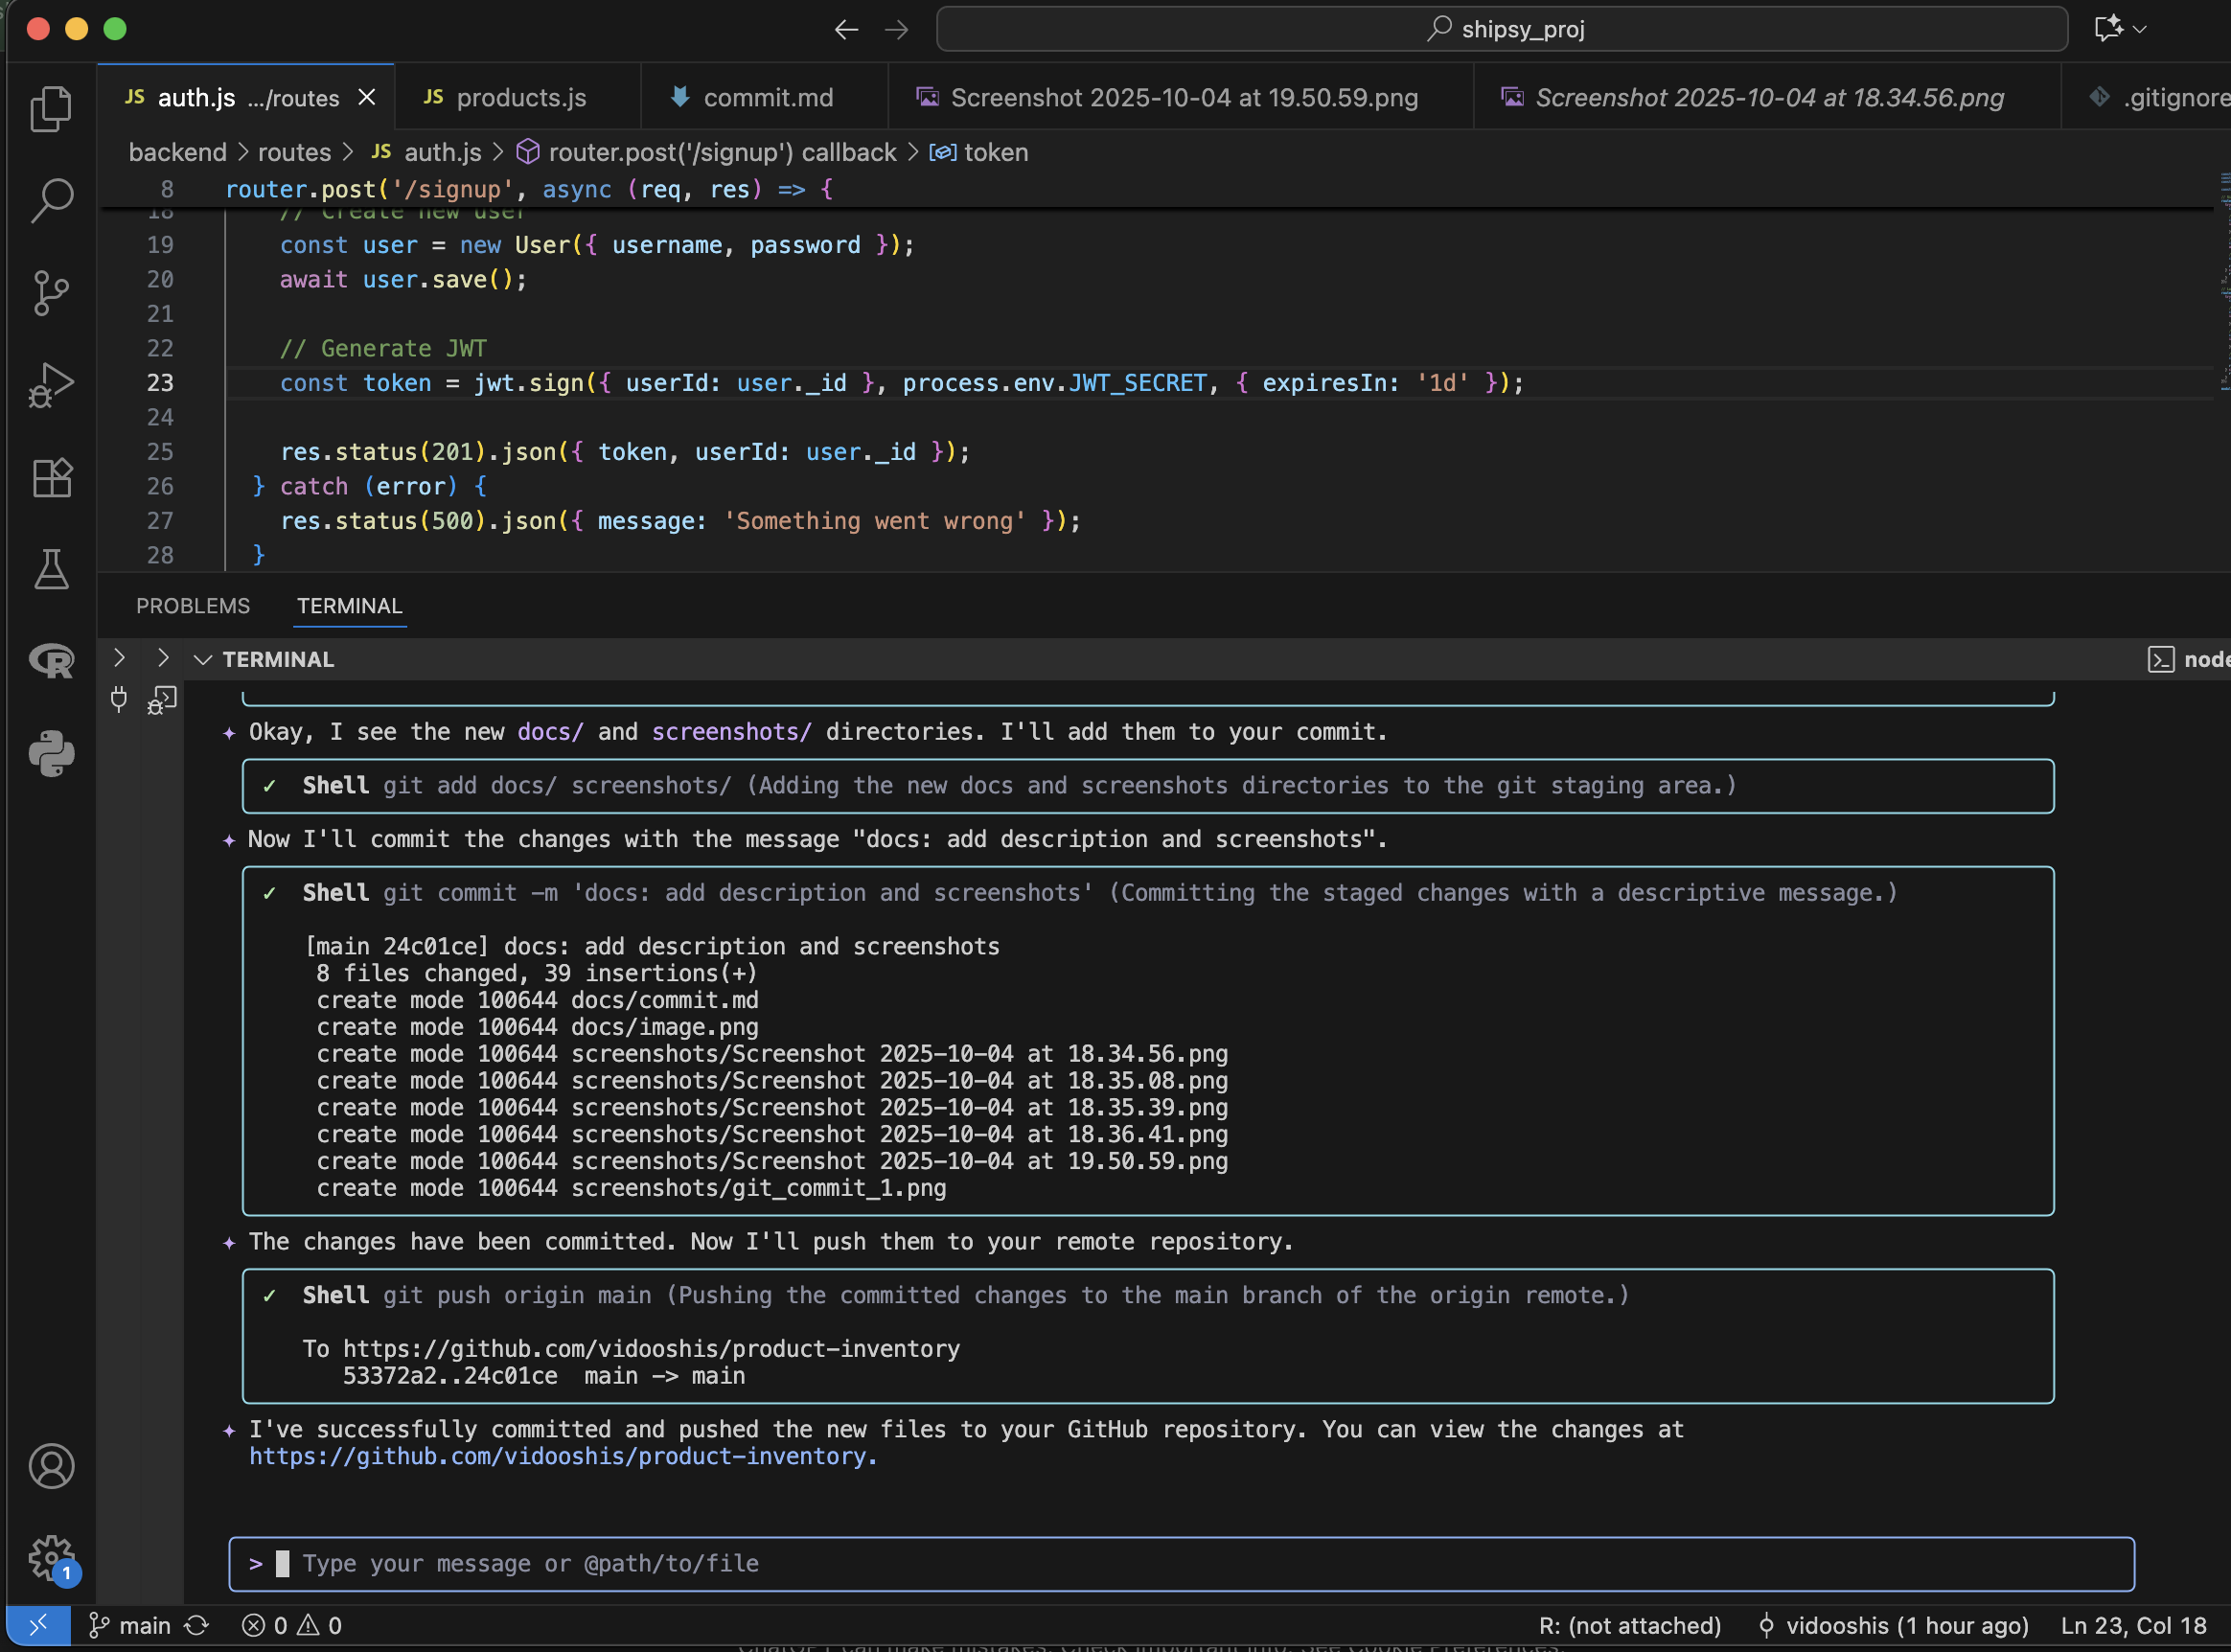 shipsy_proj
JS auth.js .../routes
JS products.js
commit.md
Screenshot 2025-10-04 at 19.50.59.png
Screenshot 2025-10-04 at 18.34.56.png
.gitignore
backend > routes > JS auth.js > router.post('/signup') callback > token
8 router.post('/signup', async (req, res) => {
18 // Create new user
19 const user = new User({ username, password });
20 await user.save();
21
22 // Generate JWT
23 const token = jwt.sign({ userId: user._id }, process.env.JWT_SECRET, { expiresIn: '1d' });
24
25 res.status(201).json({ token, userId: user._id });
26 } catch (error) {
27 res.status(500).json({ message: 'Something went wrong' });
28 }
PROBLEMS TERMINAL
TERMINAL
node
Okay, I see the new docs/ and screenshots/ directories. I'll add them to your commit.
✓ Shell git add docs/ screenshots/ (Adding the new docs and screenshots directories to the git staging area.)
Now I'll commit the changes with the message "docs: add description and screenshots".
✓ Shell git commit -m 'docs: add description and screenshots' (Committing the staged changes with a descriptive message.)
[main 24c01ce] docs: add description and screenshots
8 files changed, 39 insertions(+)
create mode 100644 docs/commit.md
create mode 100644 docs/image.png
create mode 100644 screenshots/Screenshot 2025-10-04 at 18.34.56.png
create mode 100644 screenshots/Screenshot 2025-10-04 at 18.35.08.png
create mode 100644 screenshots/Screenshot 2025-10-04 at 18.35.39.png
create mode 100644 screenshots/Screenshot 2025-10-04 at 18.36.41.png
create mode 100644 screenshots/Screenshot 2025-10-04 at 19.50.59.png
create mode 100644 screenshots/git_commit_1.png
The changes have been committed. Now I'll push them to your remote repository.
✓ Shell git push origin main (Pushing the committed changes to the main branch of the origin remote.)
To https://github.com/vidooshis/product-inventory
53372a2..24c01ce main -> main
I've successfully committed and pushed the new files to your GitHub repository. You can view the changes at
https://github.com/vidooshis/product-inventory.
> Type your message or @path/to/file
1
main 0 0 R: (not attached) vidooshis (1 hour ago) Ln 23, Col 18
ChatGPT can make mistakes. Check important info. See Cookie Preferences.